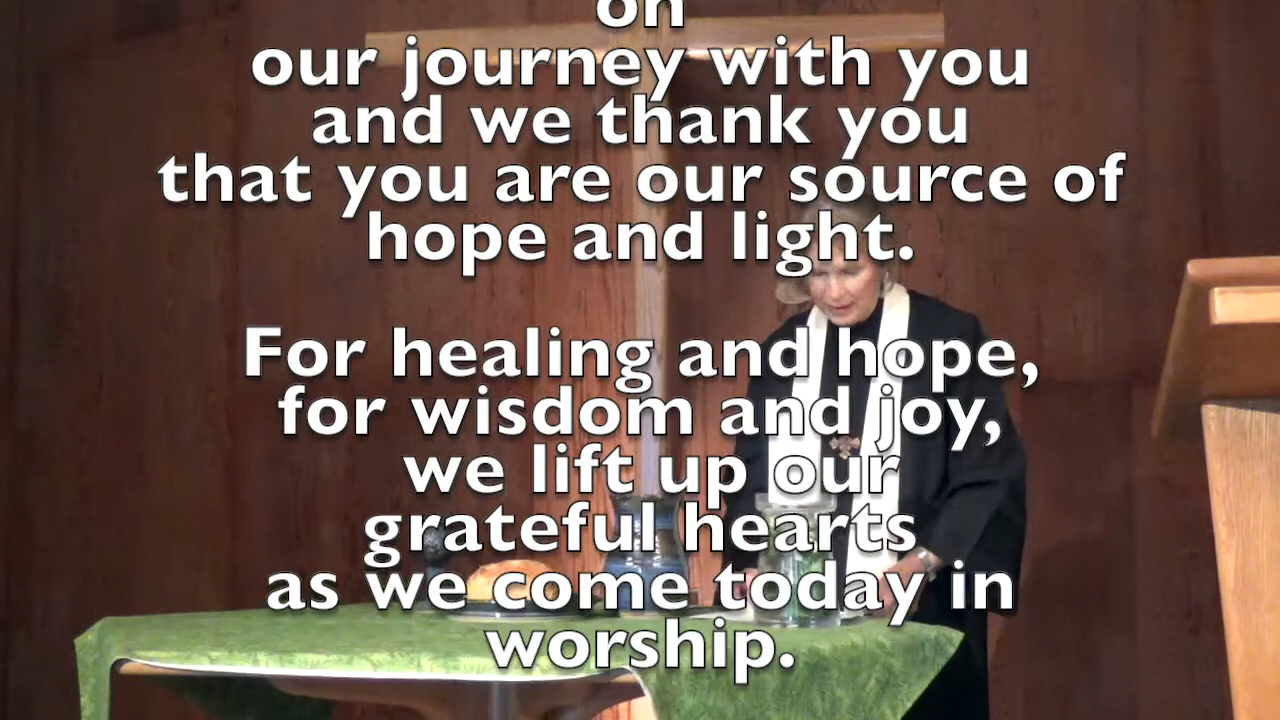 on
our journey with you
and we thank you
that you are our source of
hope and light.
For healing and hope,
for wisdom and joy,
we lift up our
grateful hearts
as we come today in
worship.